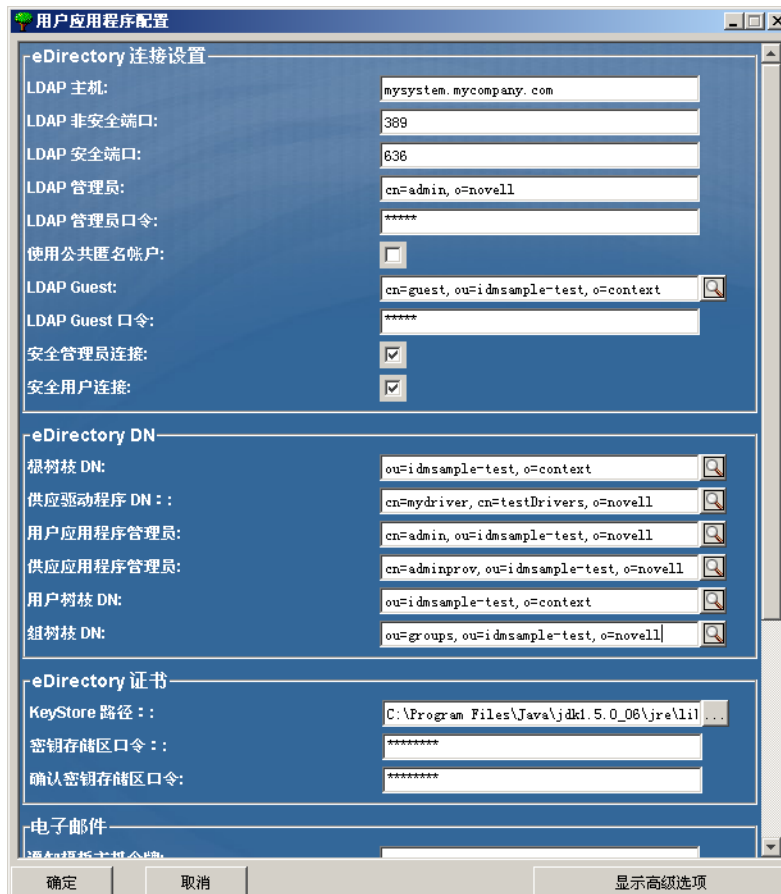 用户应用程序配置
eDirectory 连接设置
LDAP 主机: mysystem.mycompany.com
LDAP 非安全端口: 389
LDAP 安全端口: 636
LDAP 管理员: cn=admin,o=novell
LDAP 管理员口令: *****
使用公共匿名帐户:
LDAP Guest: cn=guest,ou=idmsample-test,o=context
LDAP Guest 口令: *****
安全管理员连接:
安全用户连接:
eDirectory DN
根树枝 DN: ou=idmsample-test,o=context
供应驱动程序 DN：: cn=mydriver,cn=testDrivers,o=novell
用户应用程序管理员: cn=admin,ou=idmsample-test,o=novell
供应应用程序管理员: cn=adminprov,ou=idmsample-test,o=novell
用户树枝 DN: ou=idmsample-test,o=context
组树枝 DN: ou=groups,ou=idmsample-test,o=novell
eDirectory 证书
KeyStore 路径：: C:\Program Files\Java\jdk1.5.0_06\jre\li ...
密钥存储区口令：: ********
确认密钥存储区口令: ********
电子邮件
确定 取消 显示高级选项